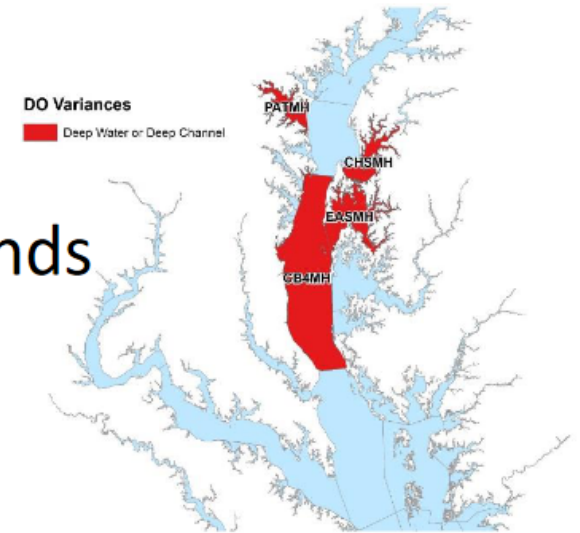 DO Variances
Deep Water or Deep Channel
PATMH
CHSMH
EASMH
nds
CB4MH